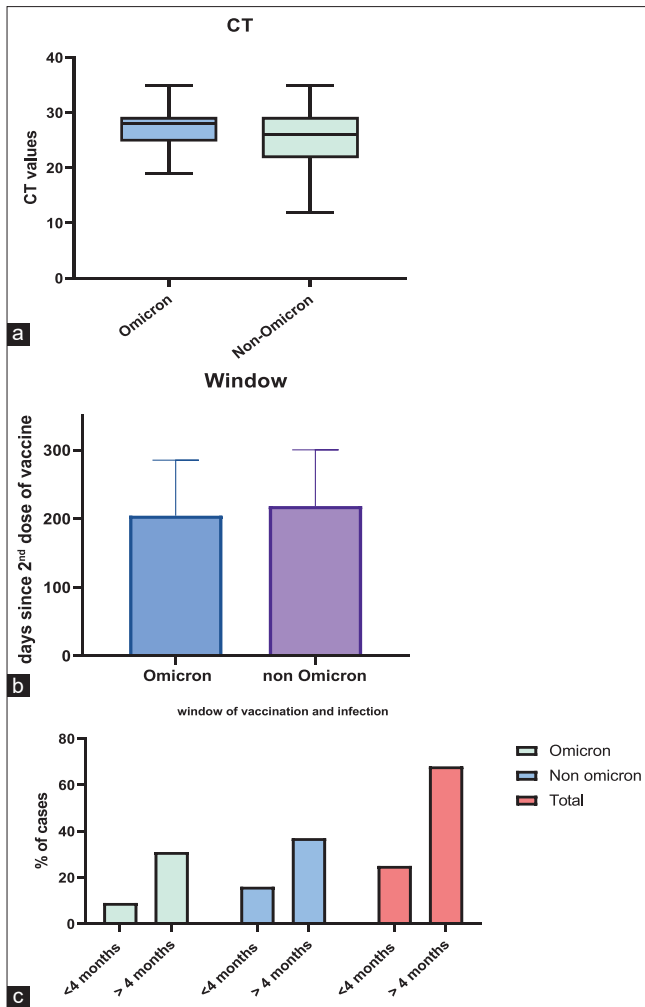 CT
40
30
20
10
0
CT values
Omicron
Non-Omicron
a
Window
300
200
100
0
days since 2nd dose of vaccine
Omicron
non Omicron
b
window of vaccination and infection
80
60
40
20
0
% of cases
<4 months
> 4 months
<4 months
> 4 months
<4 months
> 4 months
Omicron
Non omicron
Total
c